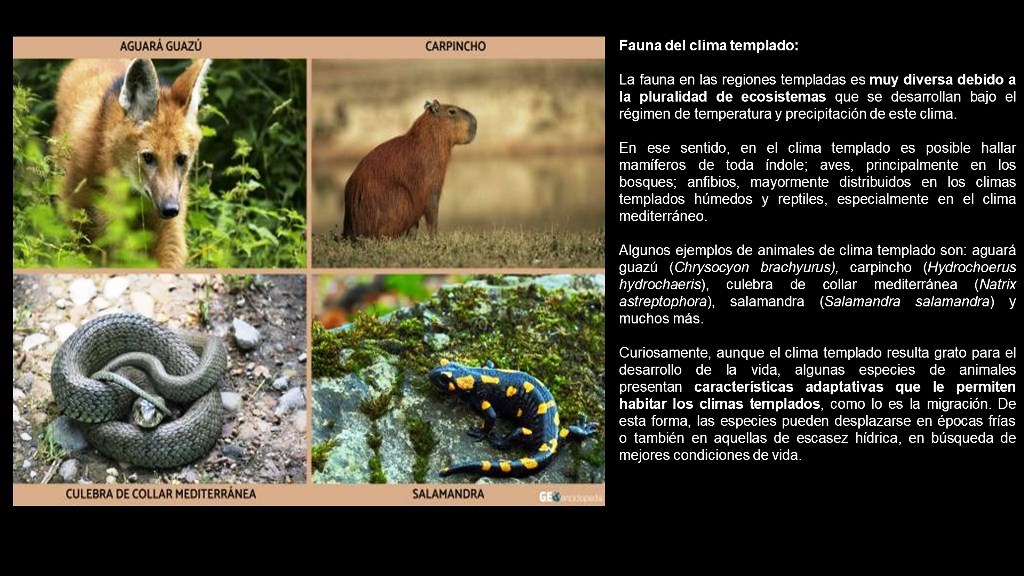 AGUARÁ GUAZÚ
CARPINCHO
CULEBRA DE COLLAR MEDITERRÁNEA
SALAMANDRA
GEOenciclopedia
Fauna del clima templado:
La fauna en las regiones templadas es muy diversa debido a
la pluralidad de ecosistemas que se desarrollan bajo el
régimen de temperatura y precipitación de este clima.
En ese sentido, en el clima templado es posible hallar
mamíferos de toda índole; aves, principalmente en los
bosques; anfibios, mayormente distribuidos en los climas
templados húmedos y reptiles, especialmente en el clima
mediterráneo.
Algunos ejemplos de animales de clima templado son: aguará
guazú (Chrysocyon brachyurus), carpincho (Hydrochoerus
hydrochaeris), culebra de collar mediterránea (Natrix
astreptophora), salamandra (Salamandra salamandra) y
muchos más.
Curiosamente, aunque el clima templado resulta grato para el
desarrollo de la vida, algunas especies de animales
presentan características adaptativas que le permiten
habitar los climas templados, como lo es la migración. De
esta forma, las especies pueden desplazarse en épocas frías
o también en aquellas de escasez hídrica, en búsqueda de
mejores condiciones de vida.